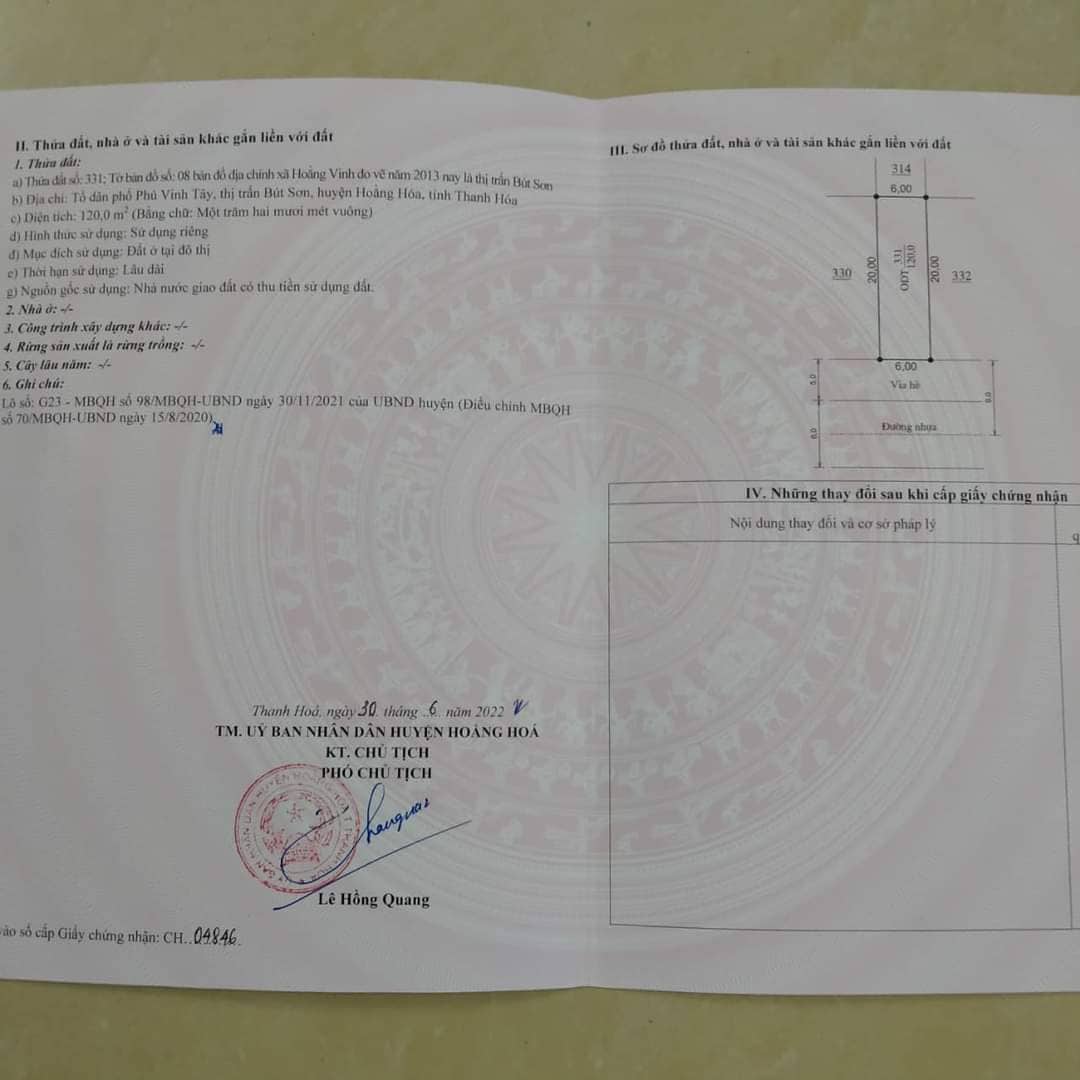 II. Thửa đất, nhà ở và tài sản khác gắn liền với đất
1. Thửa đất:
a) Thửa đất số: 331; Tờ bản đồ số: 08 bản đồ địa chính xã Hoằng Vinh đo vẽ năm 2013 nay là thị trấn Bút Sơn
b) Địa chỉ: Tổ dân phố Phú Vinh Tây, thị trấn Bút Sơn, huyện Hoằng Hóa, tỉnh Thanh Hóa
c) Diện tích: 120,0 m² (Bằng chữ: Một trăm hai mươi mét vuông)
d) Hình thức sử dụng: Sử dụng riêng
đ) Mục đích sử dụng: Đất ở tại đô thị
e) Thời hạn sử dụng: Lâu dài
g) Nguồn gốc sử dụng: Nhà nước giao đất có thu tiền sử dụng đất.
2. Nhà ở: -/-
3. Công trình xây dựng khác: -/-
4. Rừng sản xuất là rừng trồng: -/-
5. Cây lâu năm: -/-
6. Ghi chú:
Lô số: G23 - MBQH số 98/MBQH-UBND ngày 30/11/2021 của UBND huyện (Điều chỉnh MBQH
số 70/MBQH-UBND ngày 15/8/2020)
Thanh Hoá, ngày 30 tháng 6 năm 2022
TM. UỶ BAN NHÂN DÂN HUYỆN HOẰNG HOÁ
KT. CHỦ TỊCH
PHÓ CHỦ TỊCH
Lê Hồng Quang
vào sổ cấp Giấy chứng nhận: CH..04846.
III. Sơ đồ thửa đất, nhà ở và tài sản khác gắn liền với đất
314
6,00
330
20,00
ODT 331
120,0
20,00
332
6,00
Vỉa hè
Đường nhựa
IV. Những thay đổi sau khi cấp giấy chứng nhận
Nội dung thay đổi và cơ sở pháp lý